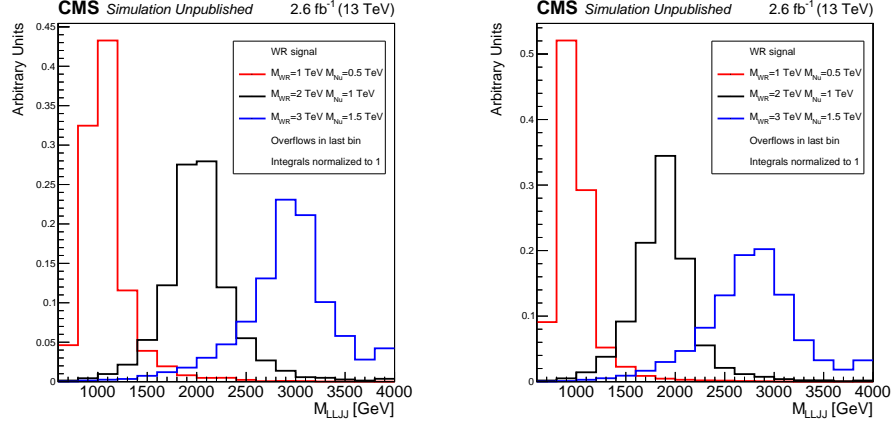 CMS Simulation Unpublished 2.6 fb⁻¹ (13 TeV)
Arbitrary Units
0.45
0.4
0.35
0.3
0.25
0.2
0.15
0.1
0.05
0
WR signal
M_WR=1 TeV M_Nu=0.5 TeV
M_WR=2 TeV M_Nu=1 TeV
M_WR=3 TeV M_Nu=1.5 TeV
Overflows in last bin
Integrals normalized to 1
1000 1500 2000 2500 3000 3500 4000
M_LLJJ [GeV]
CMS Simulation Unpublished 2.6 fb⁻¹ (13 TeV)
Arbitrary Units
0.5
0.4
0.3
0.2
0.1
0
WR signal
M_WR=1 TeV M_Nu=0.5 TeV
M_WR=2 TeV M_Nu=1 TeV
M_WR=3 TeV M_Nu=1.5 TeV
Overflows in last bin
Integrals normalized to 1
1000 1500 2000 2500 3000 3500 4000
M_LLJJ [GeV]